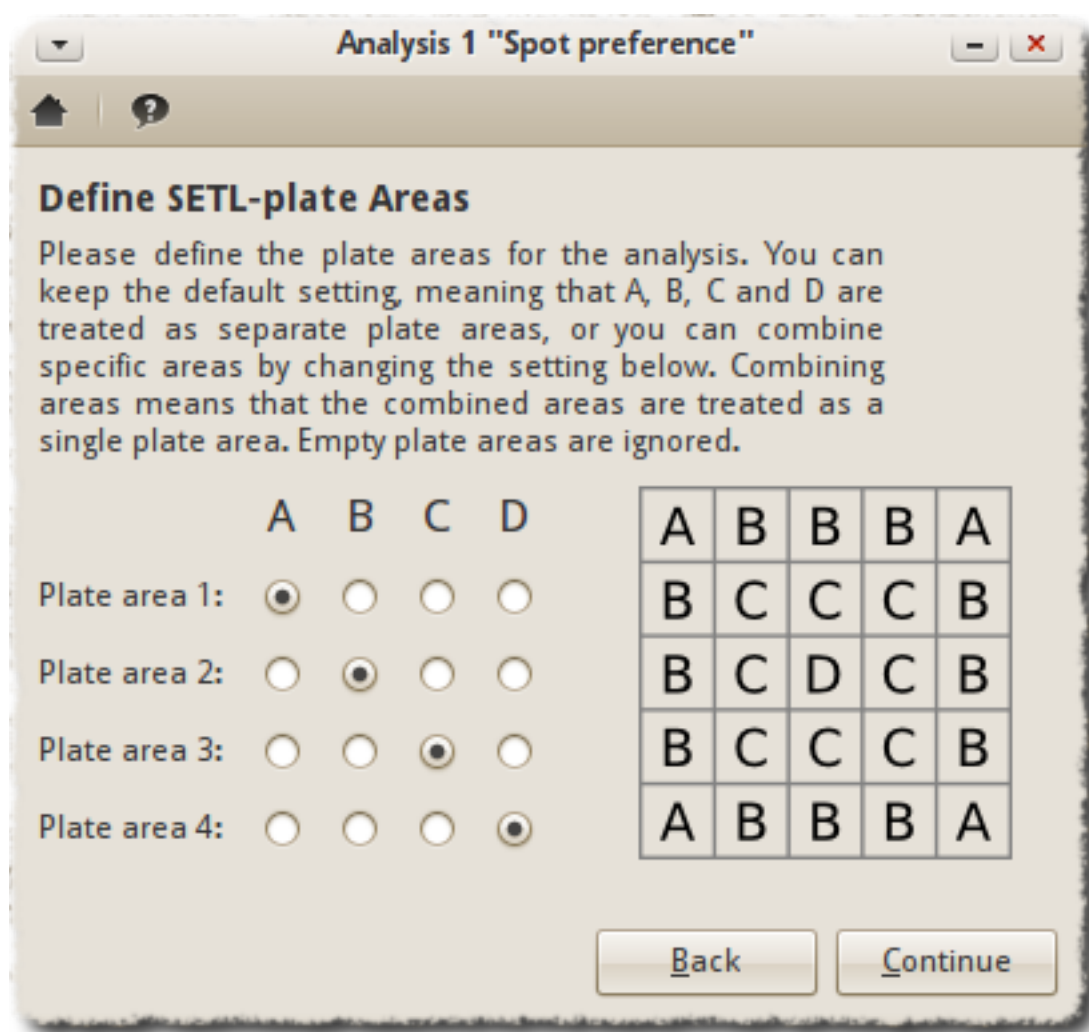 Analysis 1 "Spot preference"
Define SETL-plate Areas
Please define the plate areas for the analysis. You can
keep the default setting, meaning that A, B, C and D are
treated as separate plate areas, or you can combine
specific areas by changing the setting below. Combining
areas means that the combined areas are treated as a
single plate area. Empty plate areas are ignored.
A B C D
Plate area 1:
Plate area 2:
Plate area 3:
Plate area 4:
A B B B A
B C C C B
B C D C B
B C C C B
A B B B A
Back Continue